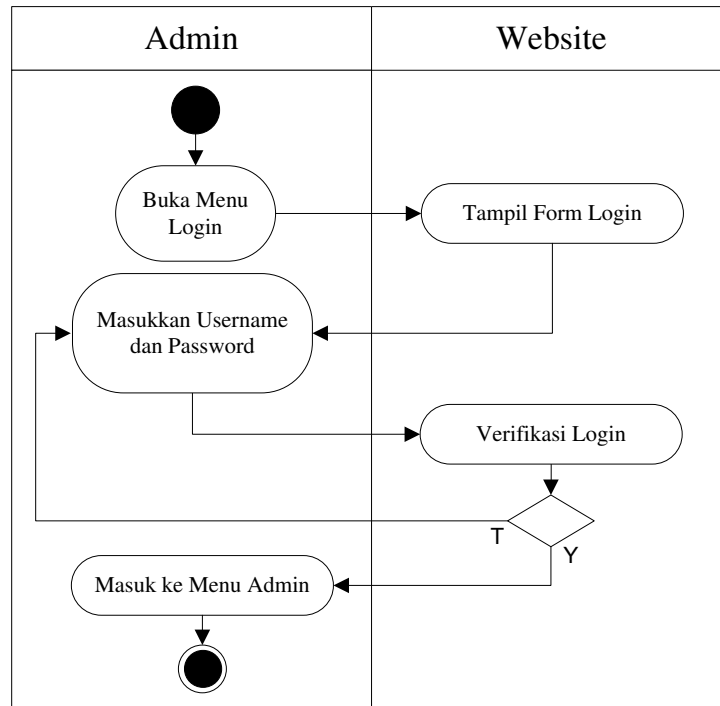 Admin
Website
Buka Menu
Login
Tampil Form Login
Masukkan Username
dan Password
Verifikasi Login
T
Y
Masuk ke Menu Admin